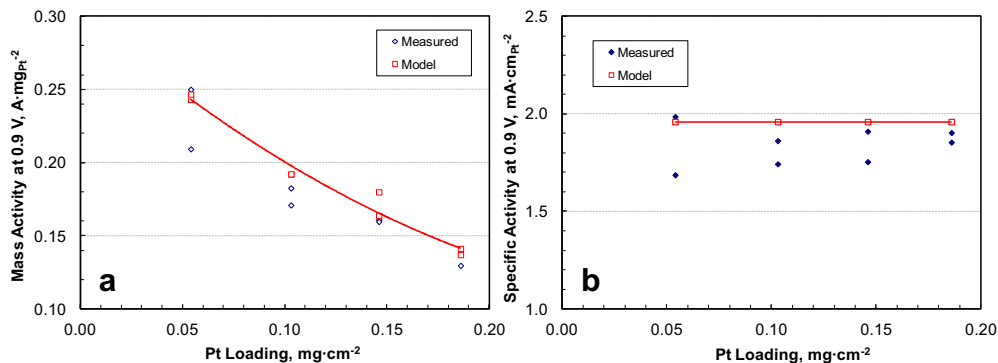 Mass Activity at 0.9 V, A·mgPt-2
0.30
0.25
0.20
0.15
0.10
Measured
Model
a
0.00 0.05 0.10 0.15 0.20
Pt Loading, mg·cm-2
Specific Activity at 0.9 V, mA·cmPt-2
2.5
2.0
1.5
1.0
Measured
Model
b
0.00 0.05 0.10 0.15 0.20
Pt Loading, mg·cm-2